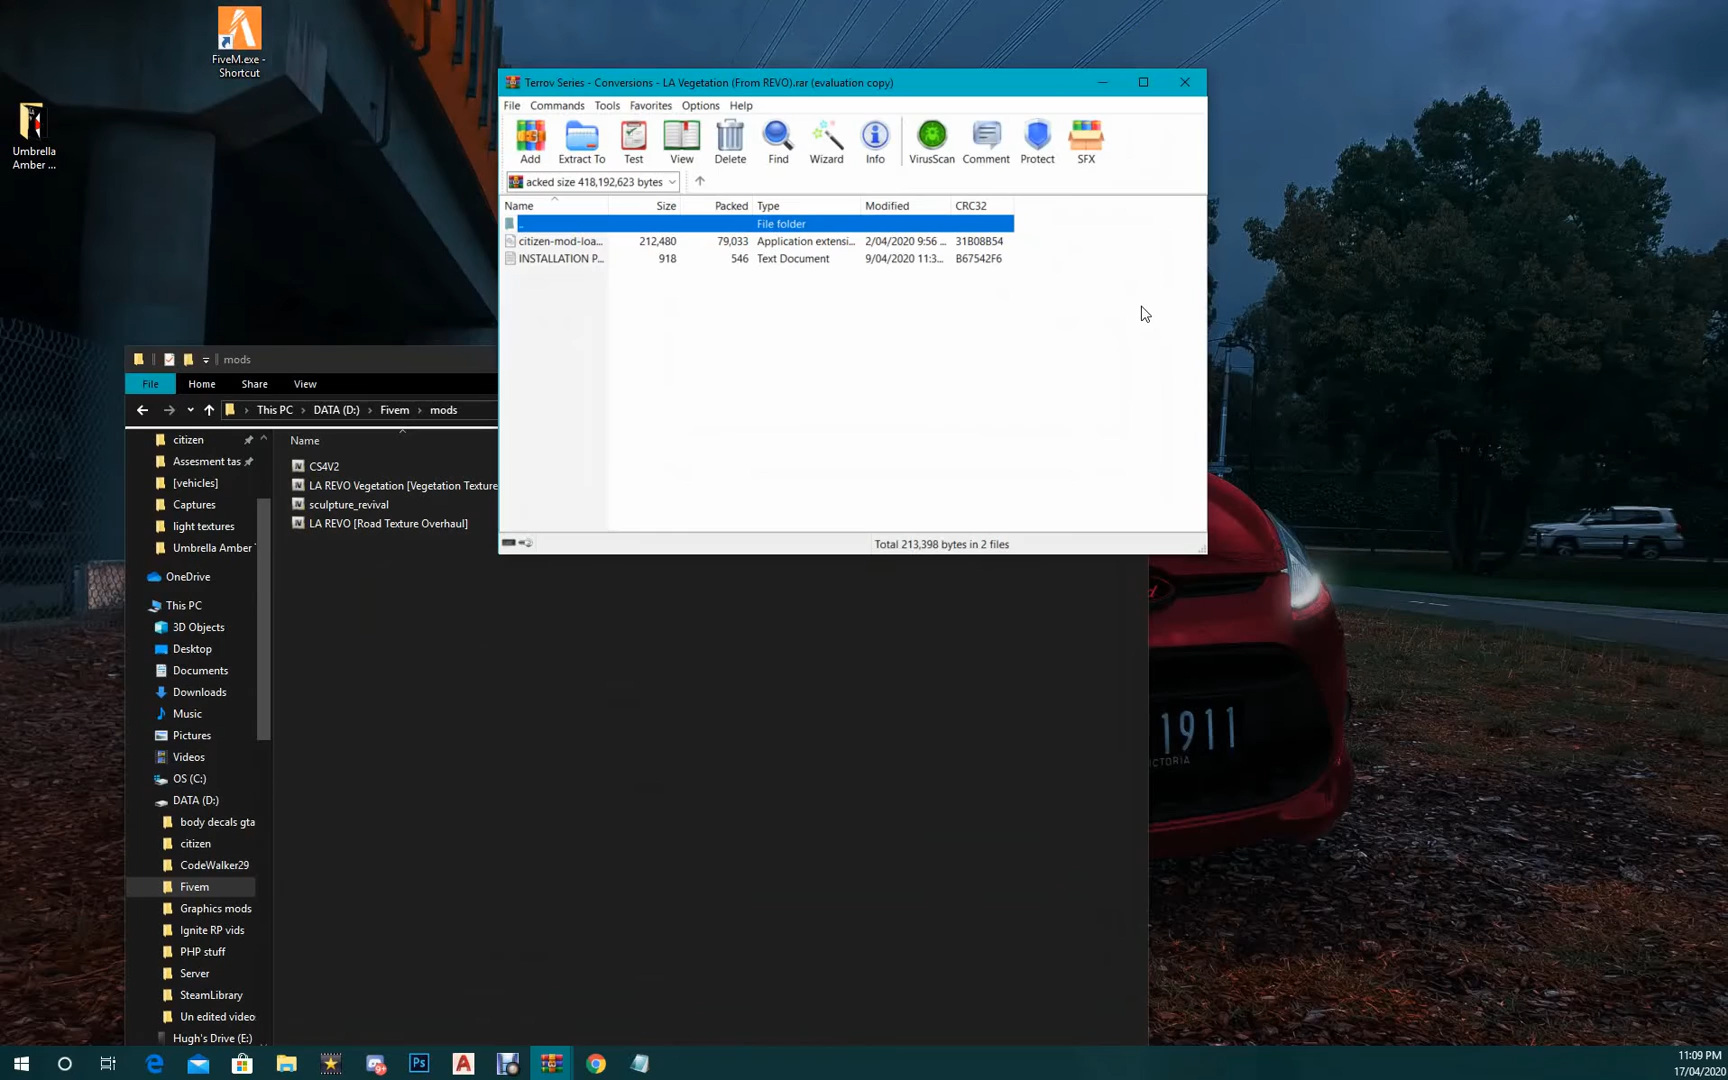 FiveM.exe -
Shortcut
Umbrella
Amber ...
Terrov Series - Conversions - LA Vegetation (From REVO).rar (evaluation copy)
File Commands Tools Favorites Options Help
Add Extract To Test View Delete Find Wizard Info VirusScan Comment Protect SFX
acked size 418,192,623 bytes
Name Size Packed Type Modified CRC32
.. File folder
citizen-mod-loa... 212,480 79,033 Application extensi... 2/04/2020 9:56 ... 31B08B54
INSTALLATION P... 918 546 Text Document 9/04/2020 11:3... B67542F6
Total 213,398 bytes in 2 files
mods
File Home Share View
This PC > DATA (D:) > Fivem > mods
Name
CS4V2
LA REVO Vegetation [Vegetation Texture
sculpture_revival
LA REVO [Road Texture Overhaul]
citizen
Assesment tas
[vehicles]
Captures
light textures
Umbrella Amber
OneDrive
This PC
3D Objects
Desktop
Documents
Downloads
Music
Pictures
Videos
OS (C:)
DATA (D:)
body decals gta
citizen
CodeWalker29
Fivem
Graphics mods
Ignite RP vids
PHP stuff
Server
SteamLibrary
Un edited video
Hugh's Drive (E:)
1911
CTORIA
Ps
11:09 PM
17/04/2020